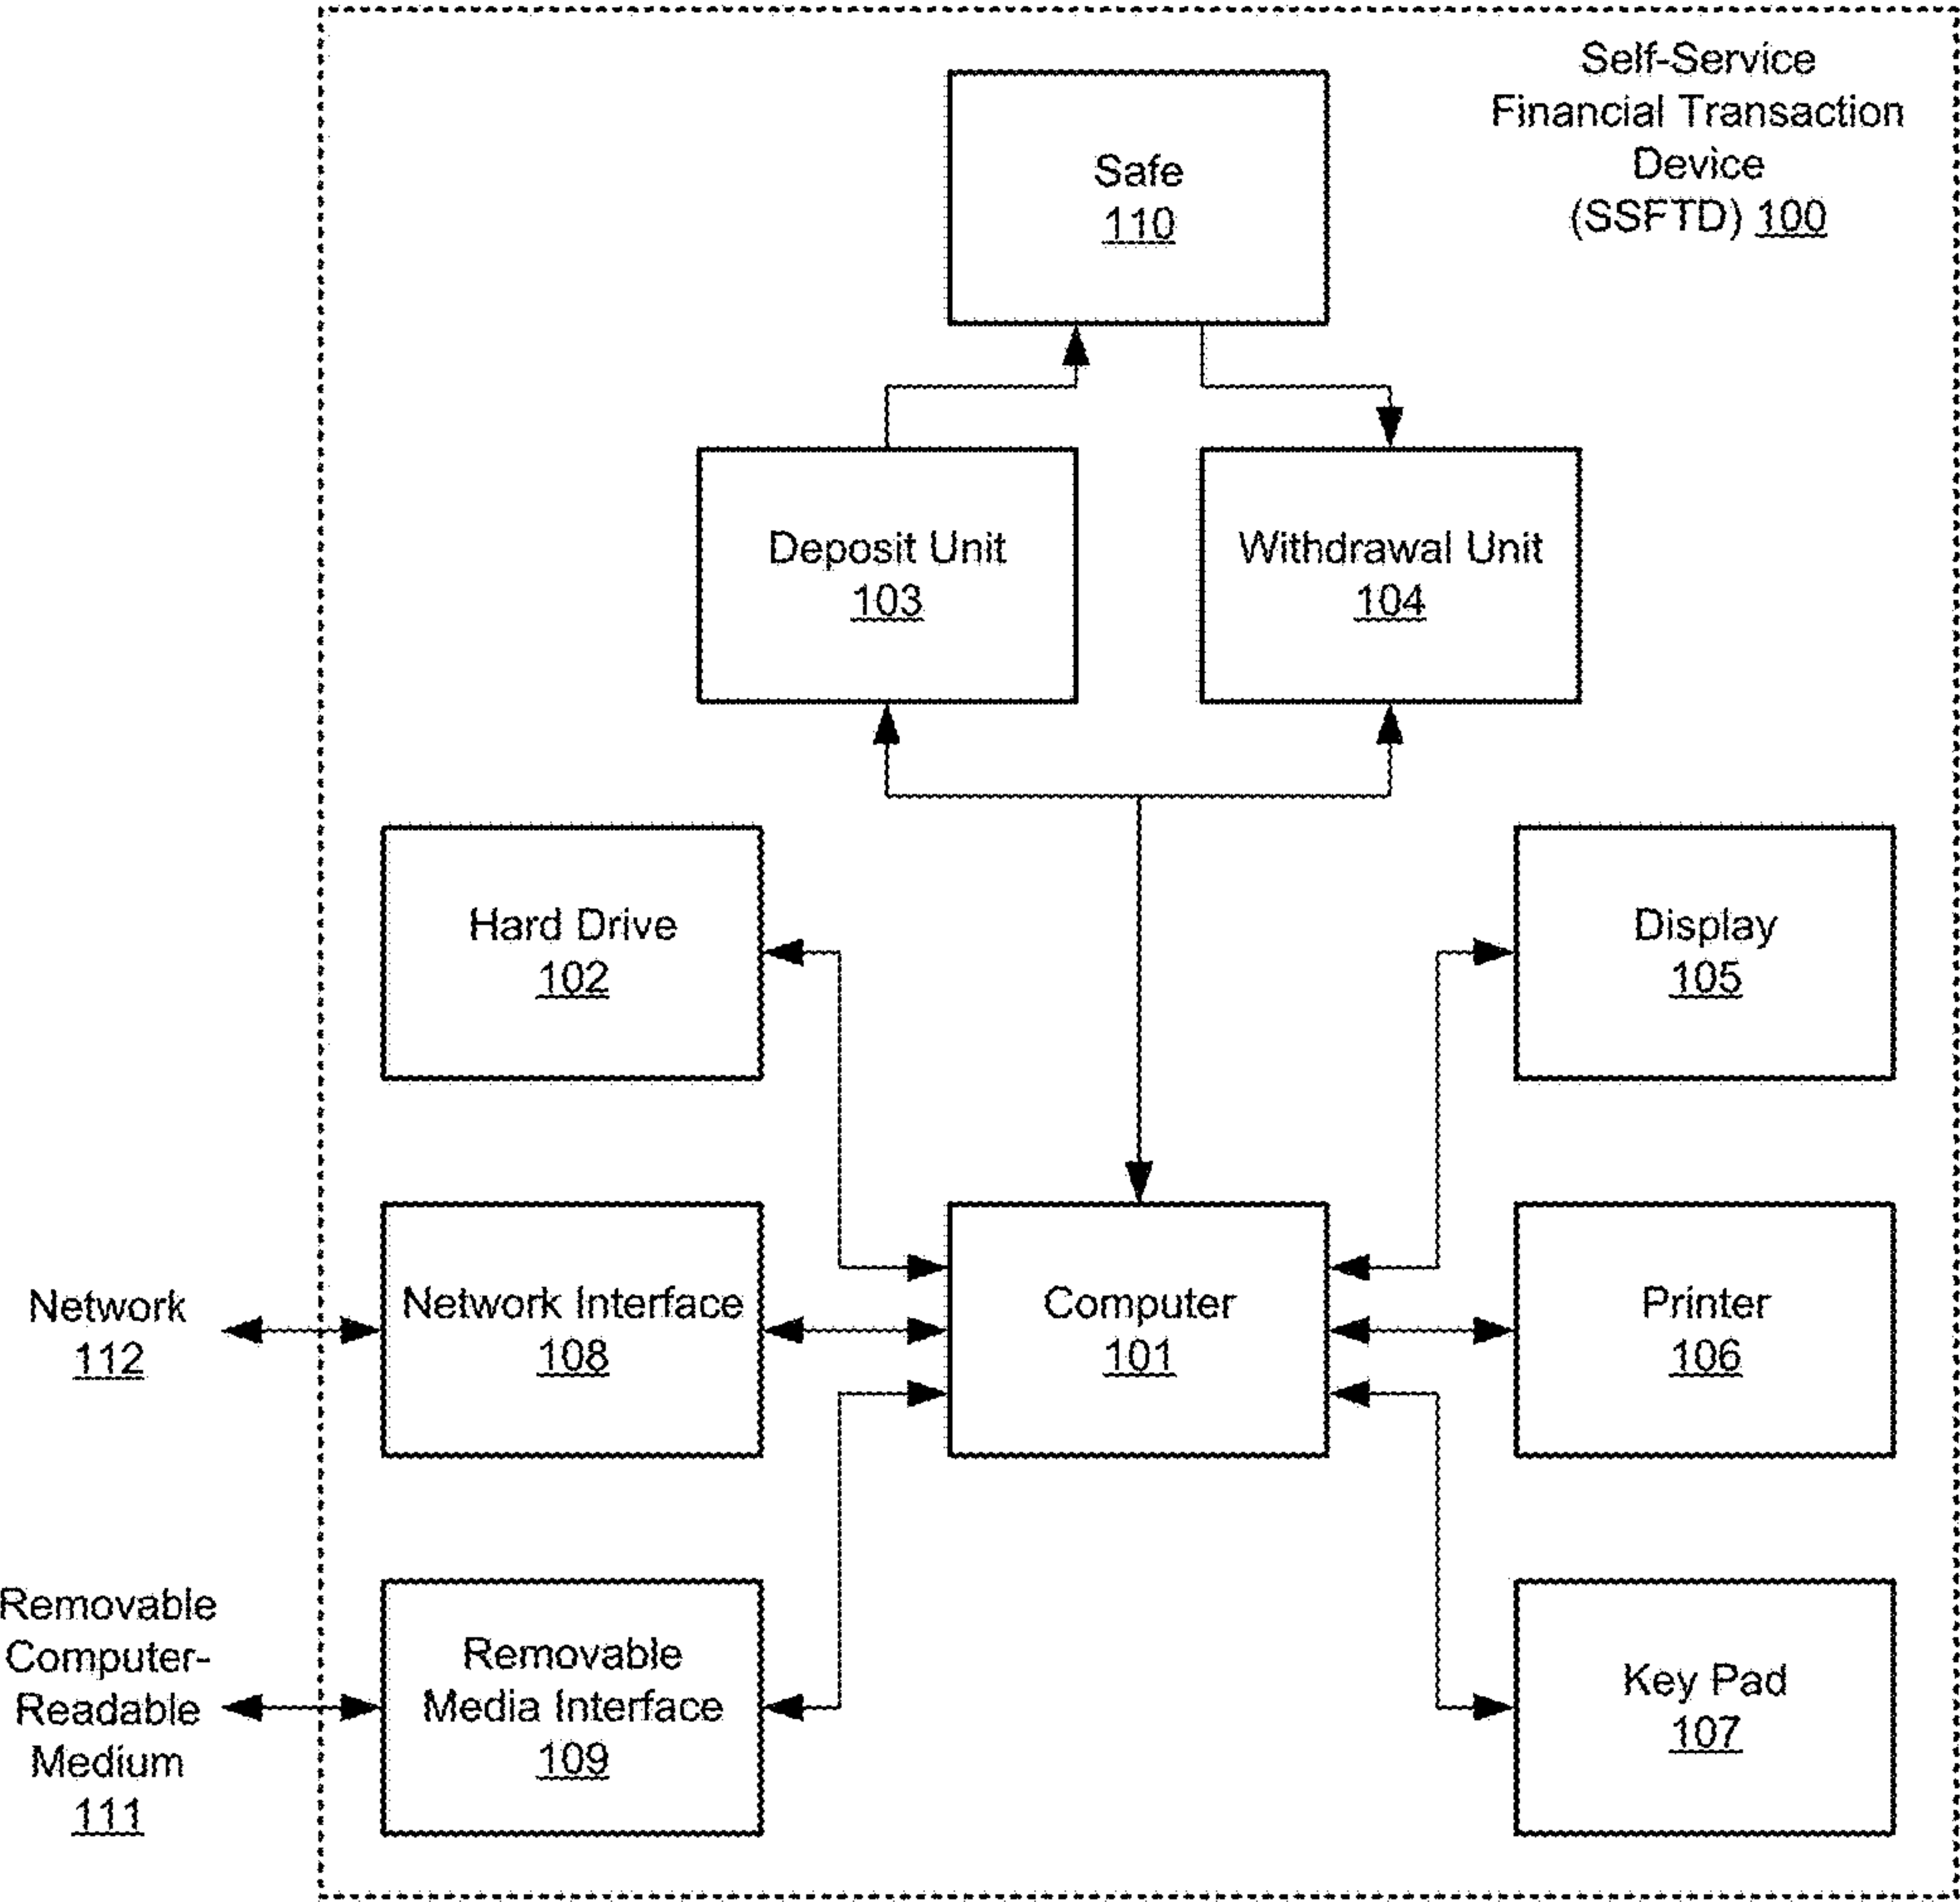 Self-Service
Financial Transaction
Device
(SSFTD) 100
Safe
110
Deposit Unit
103
Withdrawal Unit
104
Hard Drive
102
Display
105
Network
112
Network Interface
108
Computer
101
Printer
106
Removable
Computer-
Readable
Medium
111
Removable
Media Interface
109
Key Pad
107